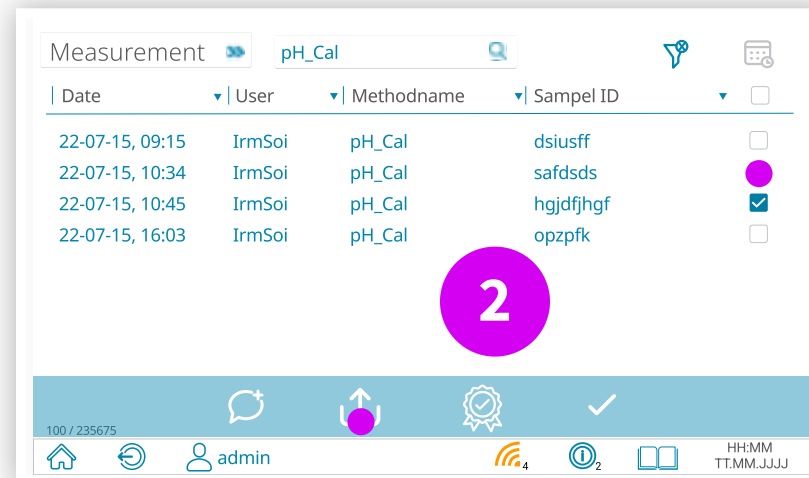 Measurement pH_Cal
Date User Methodname Sampel ID
22-07-15, 09:15 IrmSoi pH_Cal dsiusff
22-07-15, 10:34 IrmSoi pH_Cal safdsds
22-07-15, 10:45 IrmSoi pH_Cal hgjdfjhgf
22-07-15, 16:03 IrmSoi pH_Cal opzpfk
2
100 / 235675
admin 4 2 HH:MM
TT.MM.JJJJ